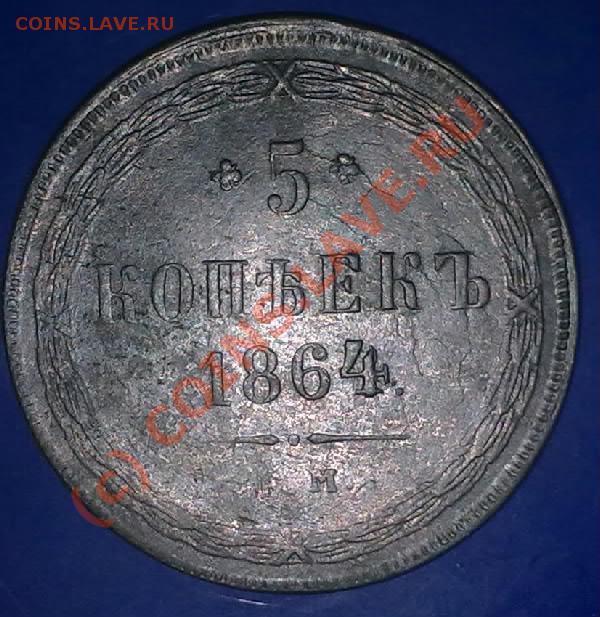 COINS.LAVE.RU
5
КОПѢЕКЪ
1864.
М
(c) COINS.LAVE.RU